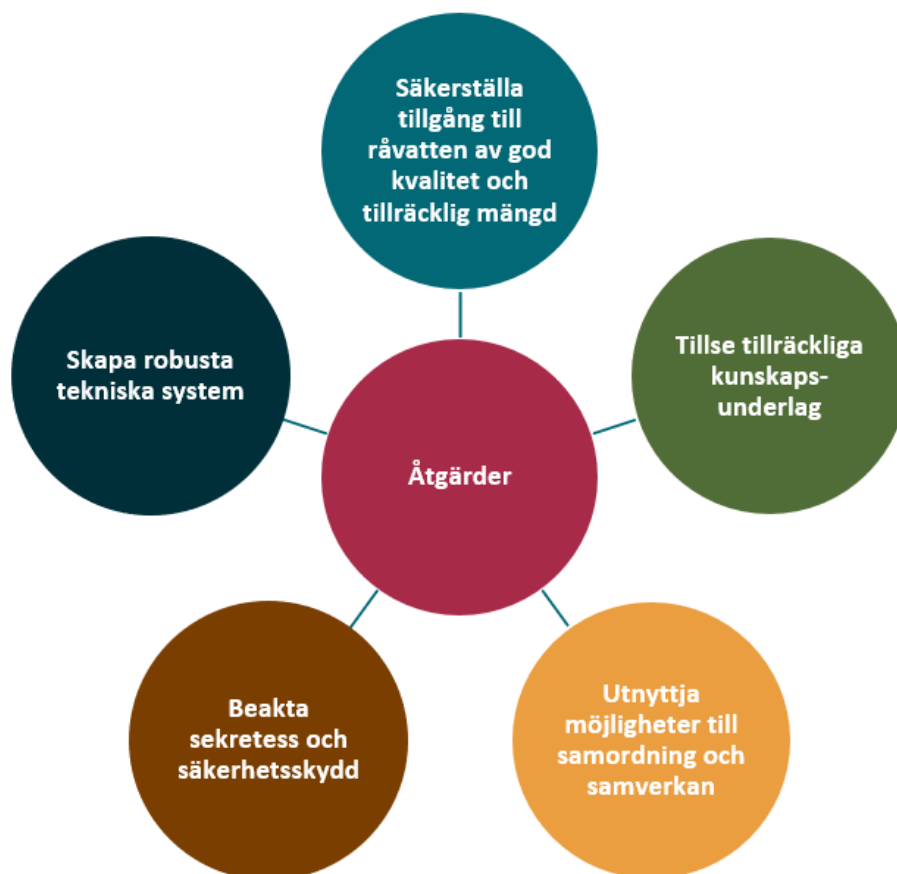 Säkerställa
tillgång till
råvatten av god
kvalitet och
tillräcklig mängd
Tillse tillräckliga
kunskaps-
underlag
Utnyttja
möjligheter till
samordning och
samverkan
Beakta
sekretess och
säkerhetsskydd
Skapa robusta
tekniska system
Åtgärder